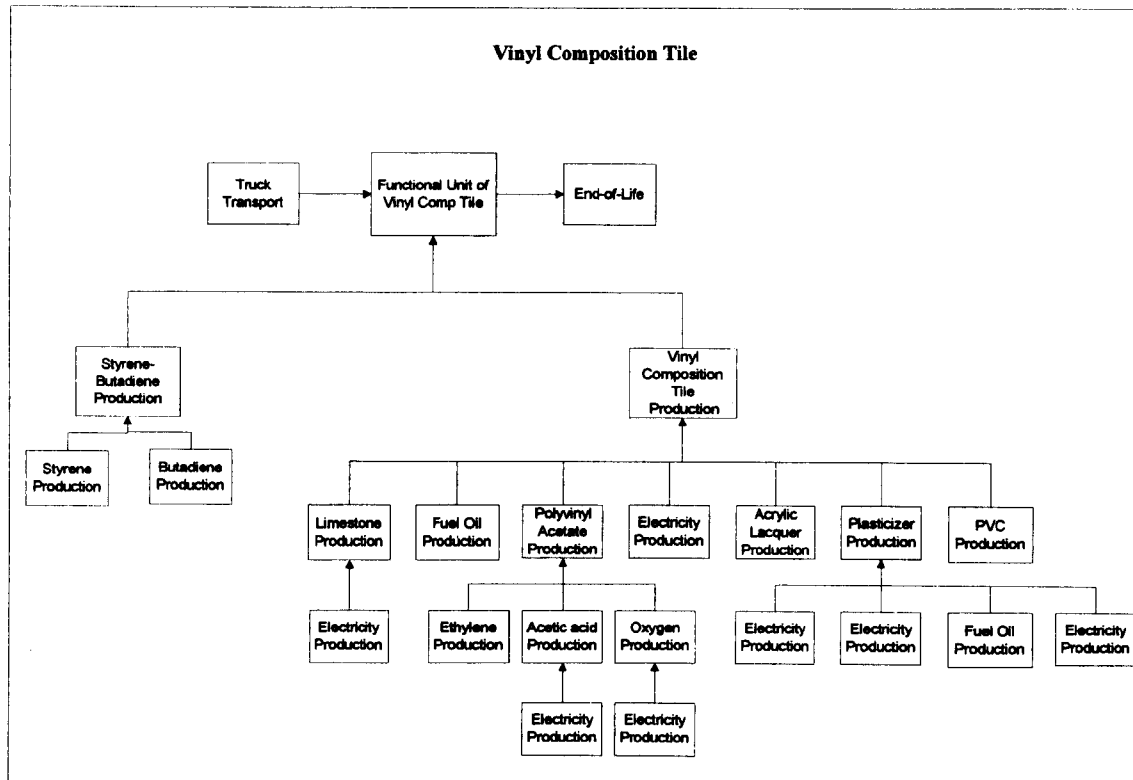 Vinyl Composition Tile
Truck
Transport
Functional Unit of
Vinyl Comp Tile
End-of-Life
Styrene-
Butadiene
Production
Vinyl
Composition
Tile
Production
Styrene
Production
Butadiene
Production
Limestone
Production
Fuel Oil
Production
Polyvinyl
Acetate
Production
Electricity
Production
Acrylic
Lacquer
Production
Plasticizer
Production
PVC
Production
Electricity
Production
Ethylene
Production
Acetic acid
Production
Oxygen
Production
Electricity
Production
Electricity
Production
Fuel Oil
Production
Electricity
Production
Electricity
Production
Electricity
Production